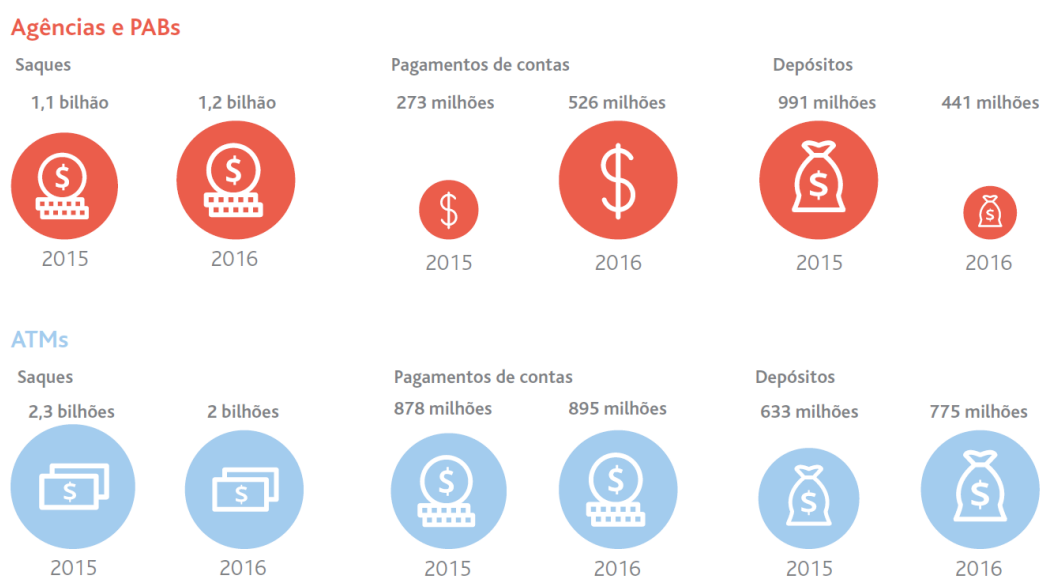 Agências e PABs
Saques
1,1 bilhão
1,2 bilhão
2015
2016
Pagamentos de contas
273 milhões
526 milhões
2015
2016
Depósitos
991 milhões
441 milhões
2015
2016
ATMs
Saques
2,3 bilhões
2 bilhões
2015
2016
Pagamentos de contas
878 milhões
895 milhões
2015
2016
Depósitos
633 milhões
775 milhões
2015
2016